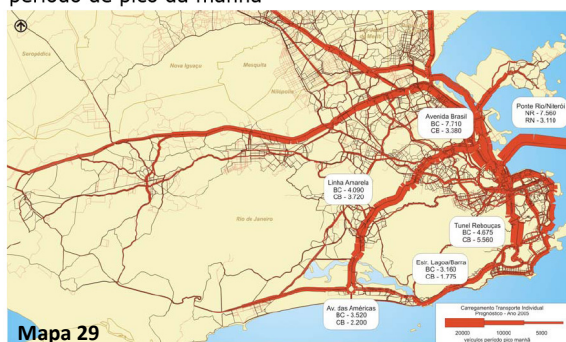 período de pico da manhã
Seropédica
Nova Iguaçu
Mesquita
Nilópolis
Avenida Brasil
BC - 7.710
CB - 3.380
Ponte Rio/Niterói
NR - 7.560
RN - 3.110
Linha Amarela
BC - 4.090
CB - 3.720
Rio de Janeiro
Tunel Rebouças
BC - 4.675
CB - 5.560
Estr. Lagoa/Barra
BC - 3.160
CB - 1.775
Av. das Américas
BC - 3.520
CB - 2.200
Carregamento Transporte Individual
Prognóstico - Ano 2005
20000 10000 5000
veículos período pico manhã
Mapa 29